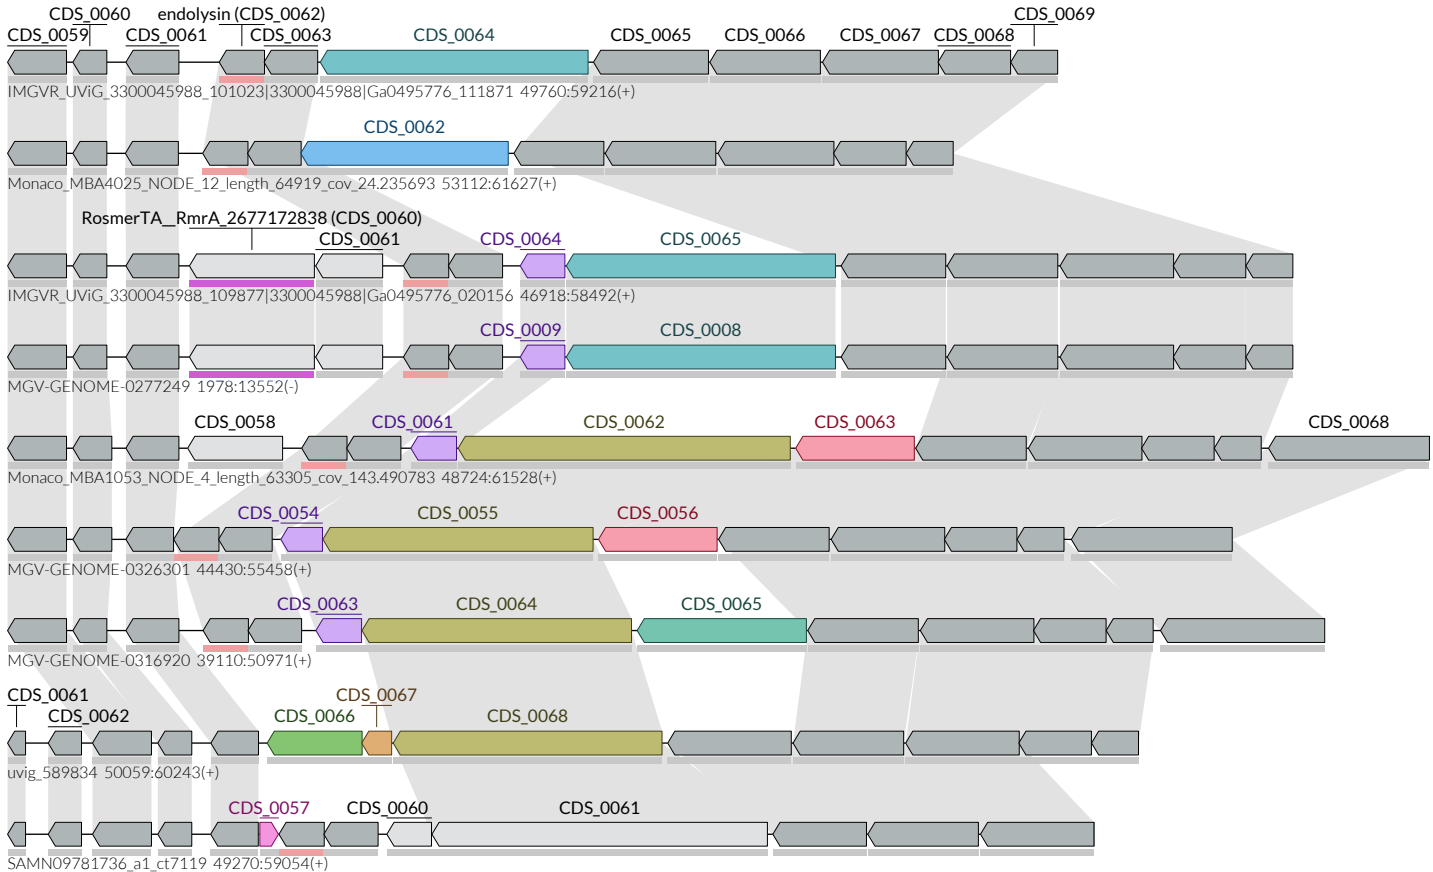 CDS_0060 endolysin (CDS_0062) CDS_0069
CDS_0059 CDS_0061 CDS_0063 CDS_0064 CDS_0065 CDS_0066 CDS_0067 CDS_0068
IMGVR_UViG_3300045988_101023|3300045988|Ga0495776_111871 49760:59216(+)
CDS_0062
Monaco_MBA4025_NODE_12_length_64919_cov_24.235693 53112:61627(+)
RosmerTA__RmrA_2677172838 (CDS_0060)
CDS_0061 CDS_0064 CDS_0065
IMGVR_UViG_3300045988_109877|3300045988|Ga0495776_020156 46918:58492(+)
CDS_0009 CDS_0008
MGV-GENOME-0277249 1978:13552(-)
CDS_0058 CDS_0061 CDS_0062 CDS_0063 CDS_0068
Monaco_MBA1053_NODE_4_length_63305_cov_143.490783 48724:61528(+)
CDS_0054 CDS_0055 CDS_0056
MGV-GENOME-0326301 44430:55458(+)
CDS_0063 CDS_0064 CDS_0065
MGV-GENOME-0316920 39110:50971(+)
CDS_0061 CDS_0067
CDS_0062 CDS_0066 CDS_0068
uvig_589834 50059:60243(+)
CDS_0057 CDS_0060 CDS_0061
SAMN09781736_a1_ct7119 49270:59054(+)